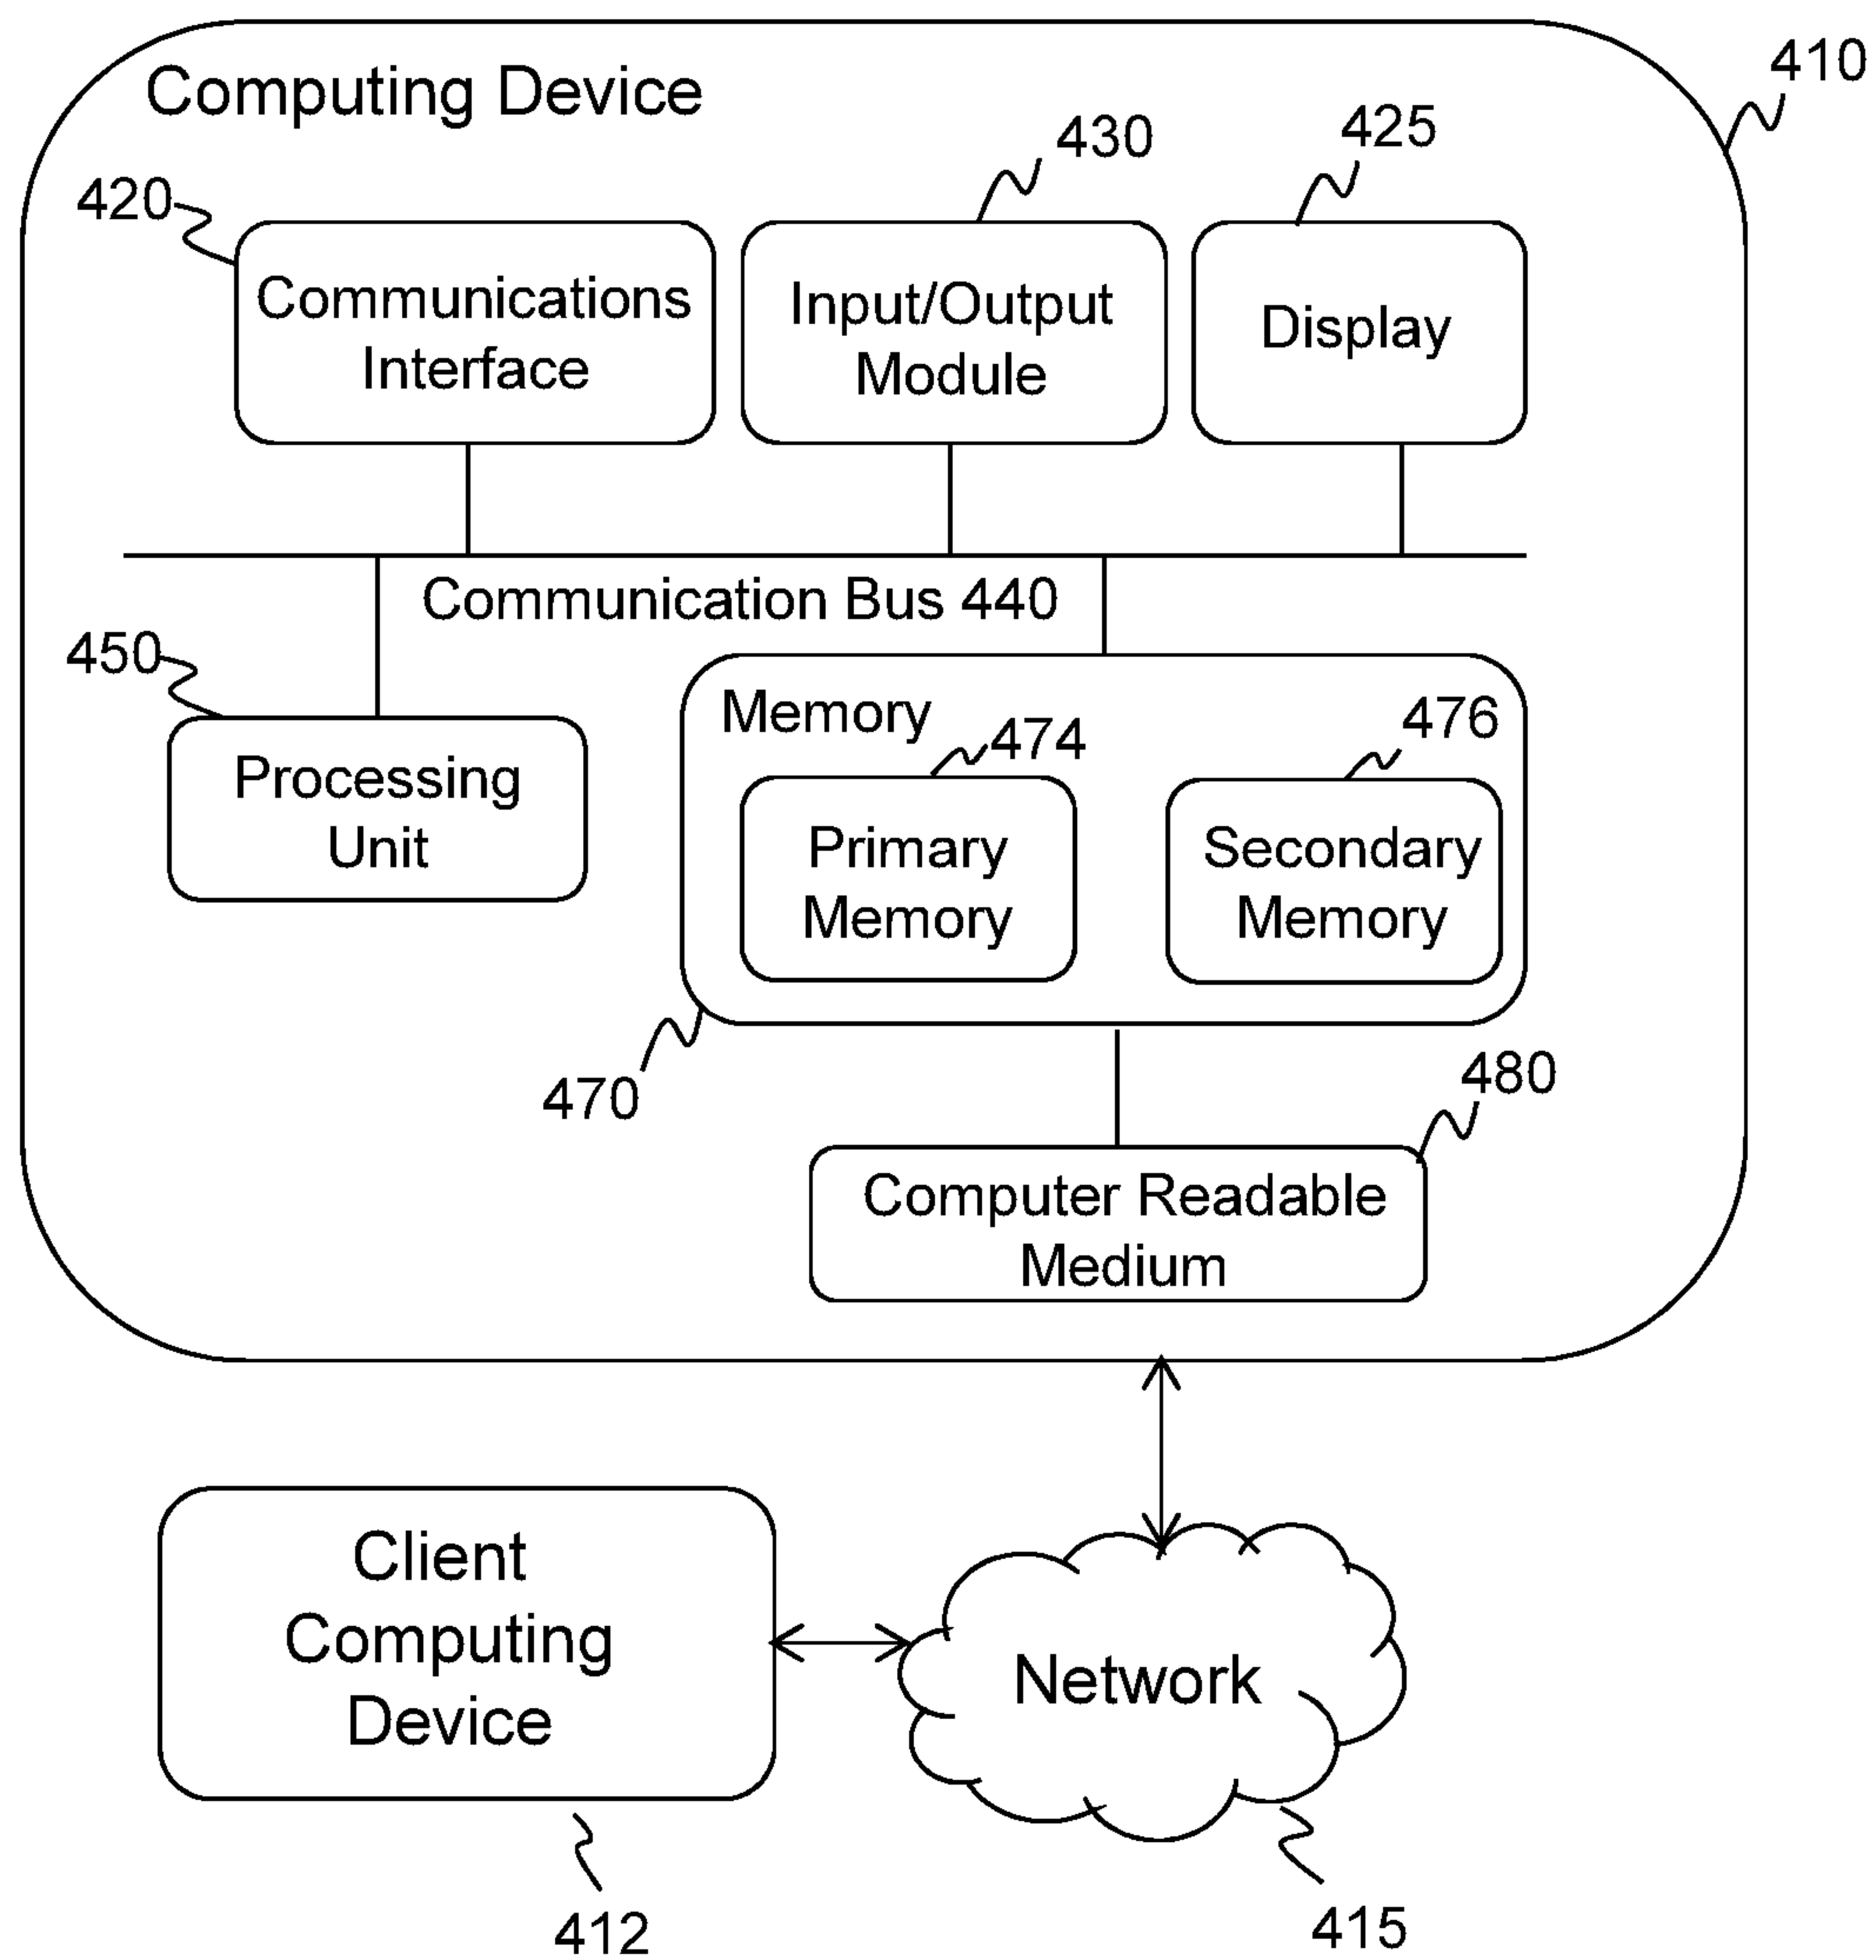 Computing Device
410
430
425
420
Communications
Interface
Input/Output
Module
Display
Communication Bus 440
450
Processing
Unit
Memory
474
476
Primary
Memory
Secondary
Memory
470
480
Computer Readable
Medium
Client
Computing
Device
Network
412
415